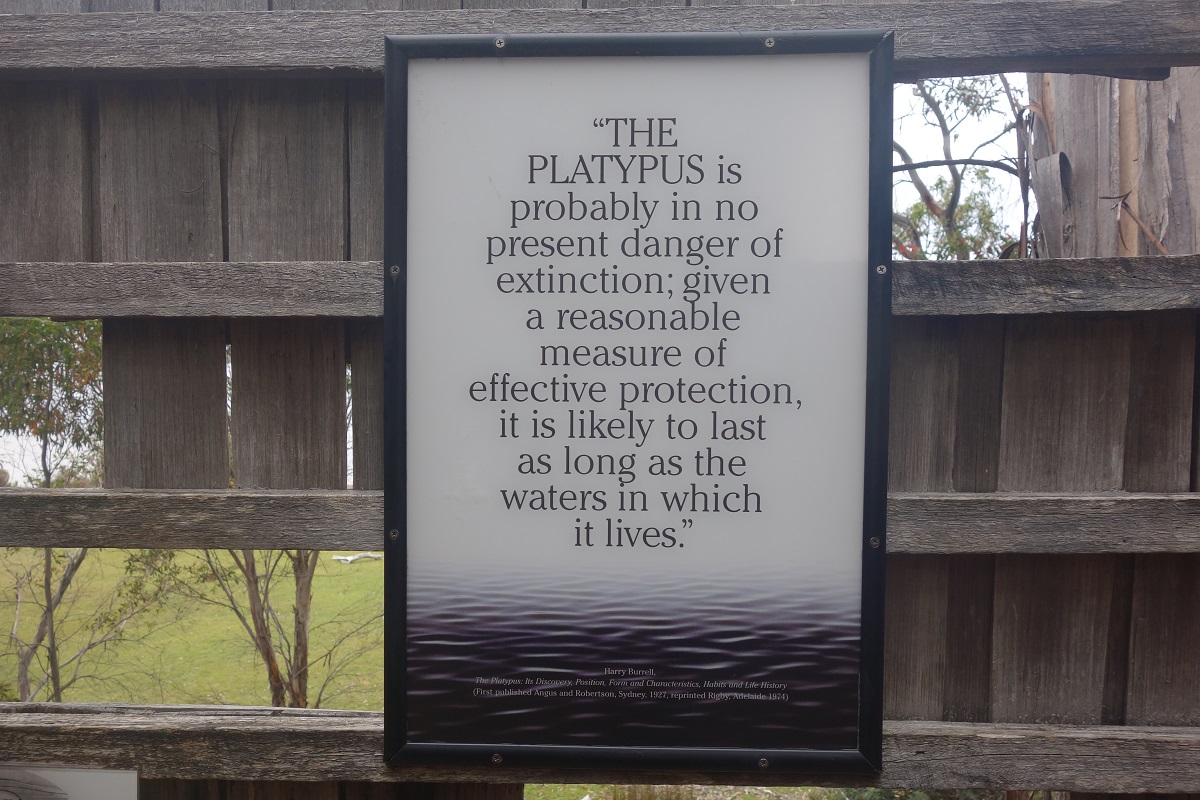 “THE
PLATYPUS is
probably in no
present danger of
extinction; given
a reasonable
measure of
effective protection,
it is likely to last
as long as the
waters in which
it lives.”
Harry Burrell,
The Platypus: Its Discovery, Position, Form and Characteristics, Habits and Life History
(First published Angus and Robertson, Sydney, 1927, reprinted Rigby, Adelaide 1974)